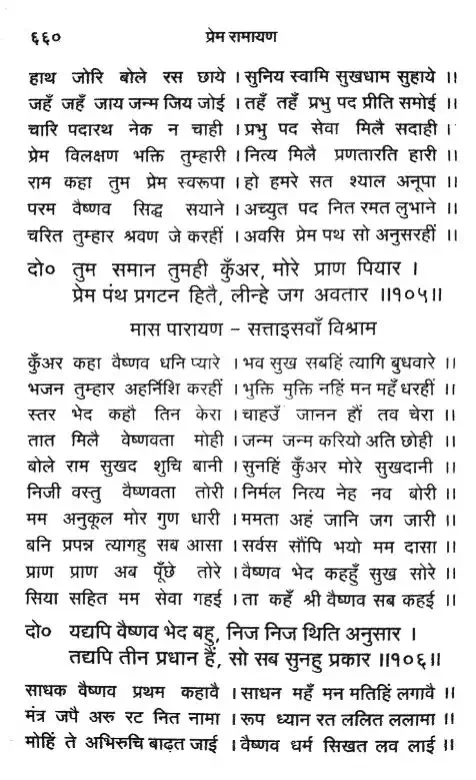 ६६०
प्रेम रामायण
हाथ जोरि बोले रस छाये । सुनिय स्वामि सुखधाम सुहाये ॥
जहँ जहँ जाय जन्म जिय जोई । तहँ तहँ प्रभु पद प्रीति समोई ॥
चारि पदारथ नेक न चाही । प्रभु पद सेवा मिलै सदाही ॥
प्रेम विलक्षण भक्ति तुम्हारी । नित्य मिलै प्रणतारति हारी ॥
राम कहा तुम प्रेम स्वरूपा । हो हमरे सत श्याल अनूपा ॥
परम वैष्णव सिद्ध सयाने । अच्युत पद नित रमत लुभाने ॥
चरित तुम्हार श्रवण जे करहीं । अवसि प्रेम पथ सो अनुसरहीं ॥
दो० तुम समान तुमही कुँअर, मोरे प्राण पियार ।
प्रेम पंथ प्रगटन हितै, लीन्हे जग अवतार ॥१०५॥
मास पारायण – सत्ताइसवाँ विश्राम
कुँअर कहा वैष्णव धनि प्यारे । भव सुख सबहिं त्यागि बुधवारे ॥
भजन तुम्हार अहर्निशि करहीं । भुक्ति मुक्ति नहिं मन महँ धरहीं ॥
स्तर भेद कहौ तिन केरा । चाहउँ जानन हौं तव चेरा ॥
तात मिलै वेष्णवता मोही । जन्म जन्म करियो अति छोही ॥
बोले राम सुखद शुचि बानी । सुनहिं कुँअर मोरे सुखदानी ॥
निजी वस्तु वैष्णवता तोरी । निर्मल नित्य नेह नव बोरी ॥
मम अनुकूल मोर गुण धारी । ममता अहं जानि जग जारी ॥
बनि प्रपन्न त्यागहु सब आसा । सर्वस सौंपि भयो मम दासा ॥
प्राण प्राण अब पूँछे तोरे । वैष्णव भेद कहहुँ सुख सोरे ॥
सिया सहित मम सेवा गहई । ता कहँ श्री वैष्णव सब कहई ॥
दो० यद्यपि वैष्णव भेद बहु, निज निज थिति अनुसार ।
तद्यपि तीन प्रधान हैं, सो सब सुनहु प्रकार ॥१०६॥
साधक वैष्णव प्रथम कहावै । साधन महँ मन मतिहिं लगावै ॥
मंत्र जपै अरु रट नित नामा । रूप ध्यान रत ललित ललामा ॥
मोहिं ते अभिरुचि बाढ़त जाई । वैष्णव धर्म सिखत लव लाई ॥